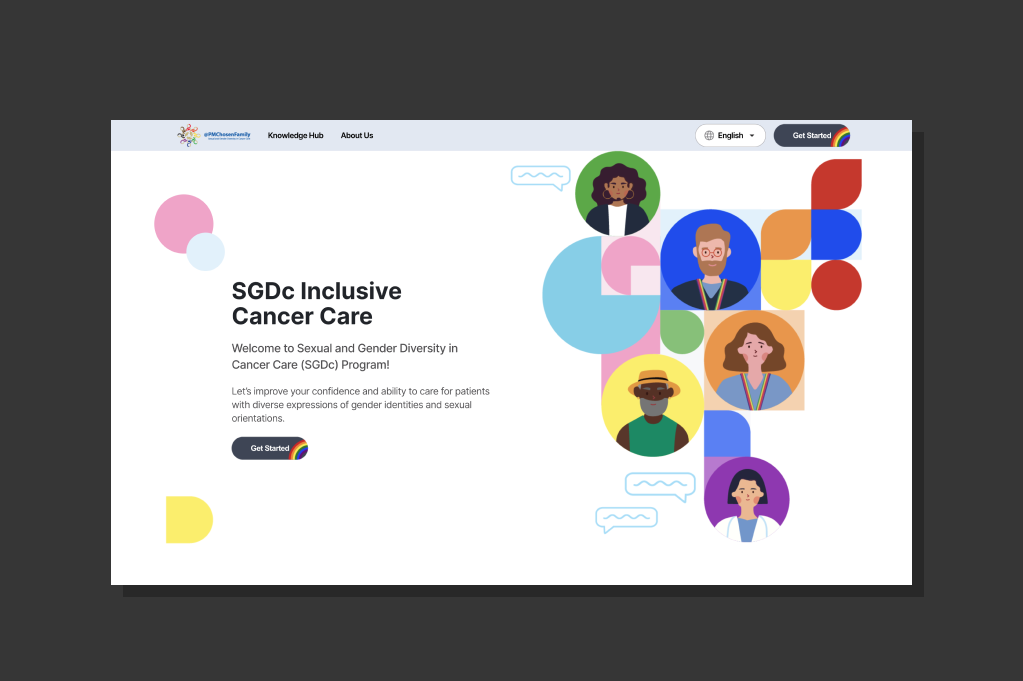 @PMChosenFamily
Knowledge Hub
About Us
English
Get Started
SGDc Inclusive
Cancer Care
Welcome to Sexual and Gender Diversity in
Cancer Care (SGDc) Program!
Let's improve your confidence and ability to care for patients
with diverse expressions of gender identities and sexual
orientations.
Get Started